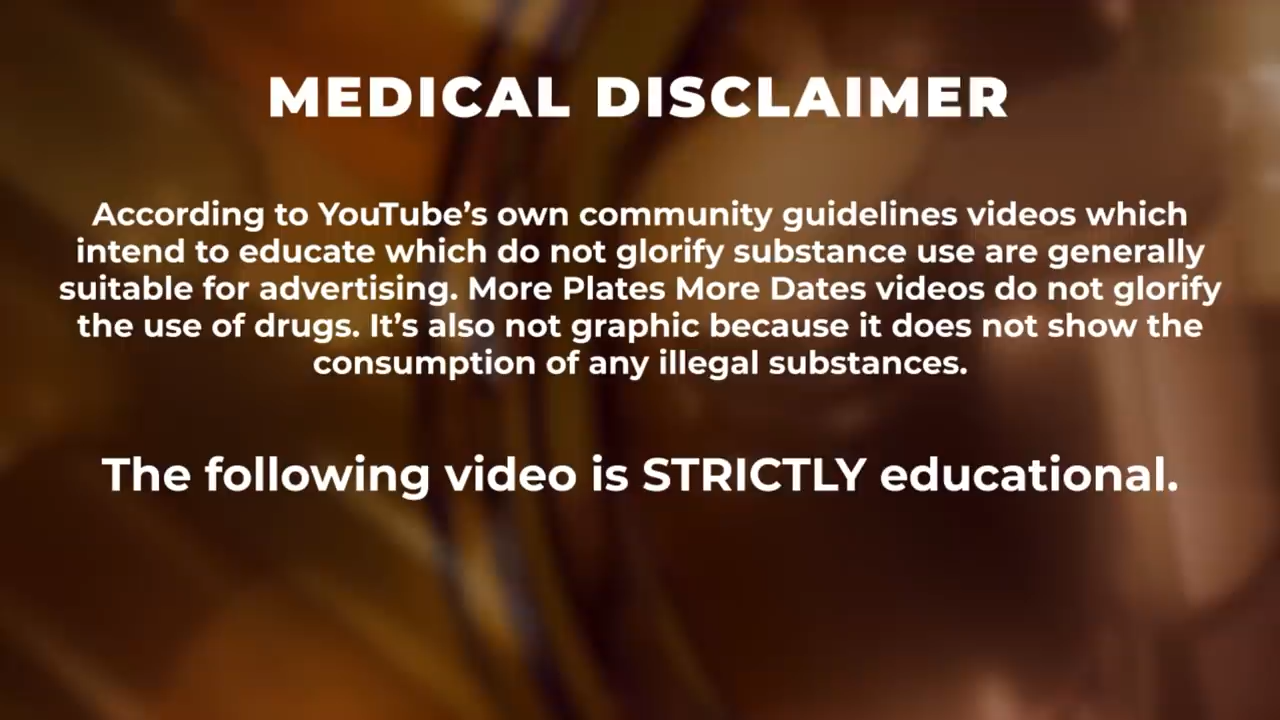 MEDICAL DISCLAIMER
According to YouTube’s own community guidelines videos which
intend to educate which do not glorify substance use are generally
suitable for advertising. More Plates More Dates videos do not glorify
the use of drugs. It’s also not graphic because it does not show the
consumption of any illegal substances.
The following video is STRICTLY educational.